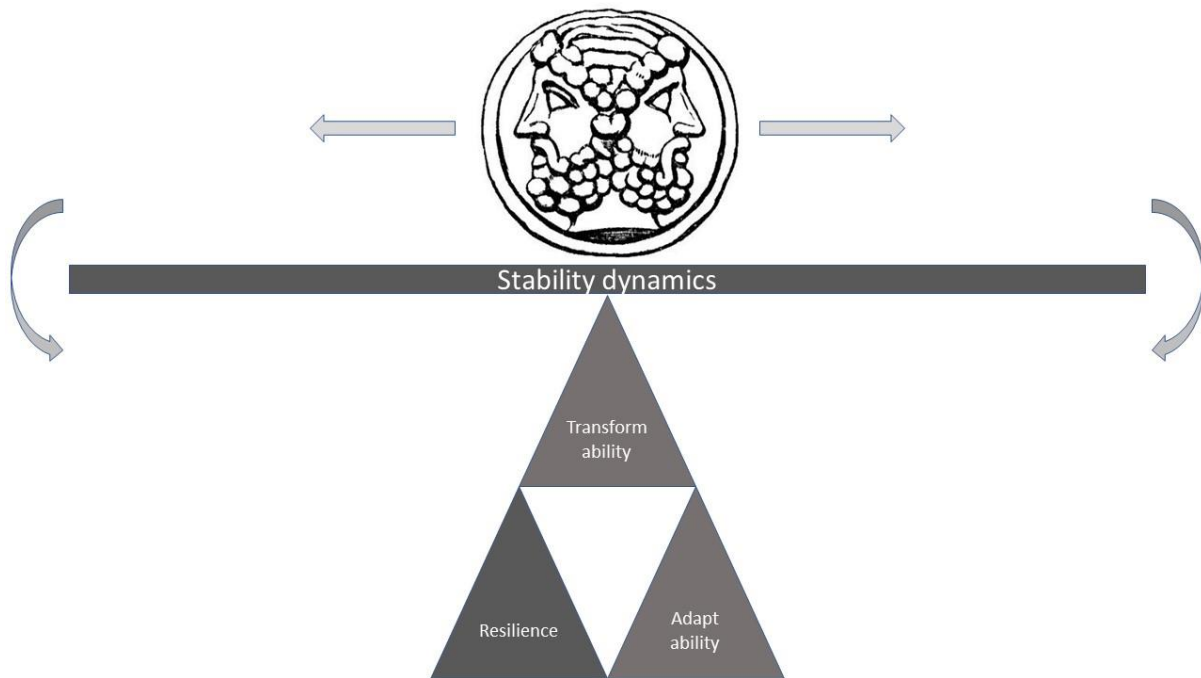 Stability dynamics
Transform
ability
Resilience
Adapt
ability